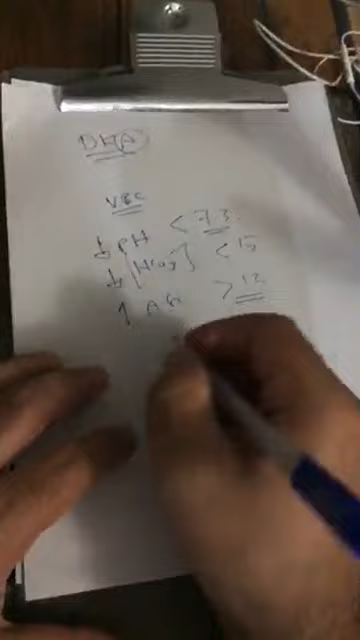 DKA
VBG
↓ pH < 7.3
↓ [HCO3] < 15
↑ AG > 12